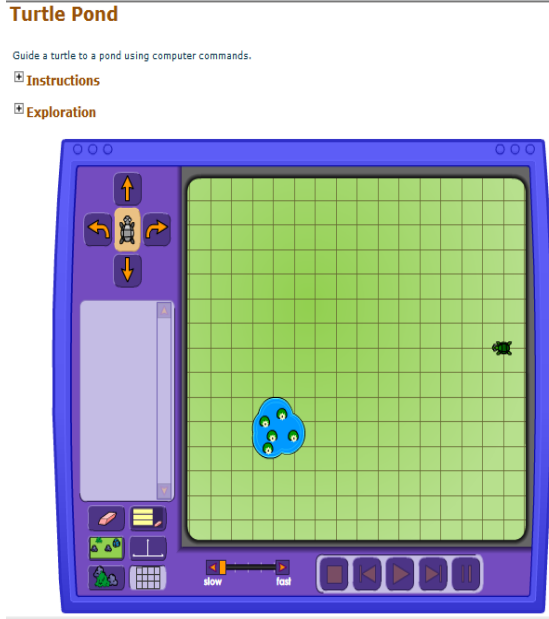 Turtle Pond
Guide a turtle to a pond using computer commands.
Instructions
Exploration
slow fast